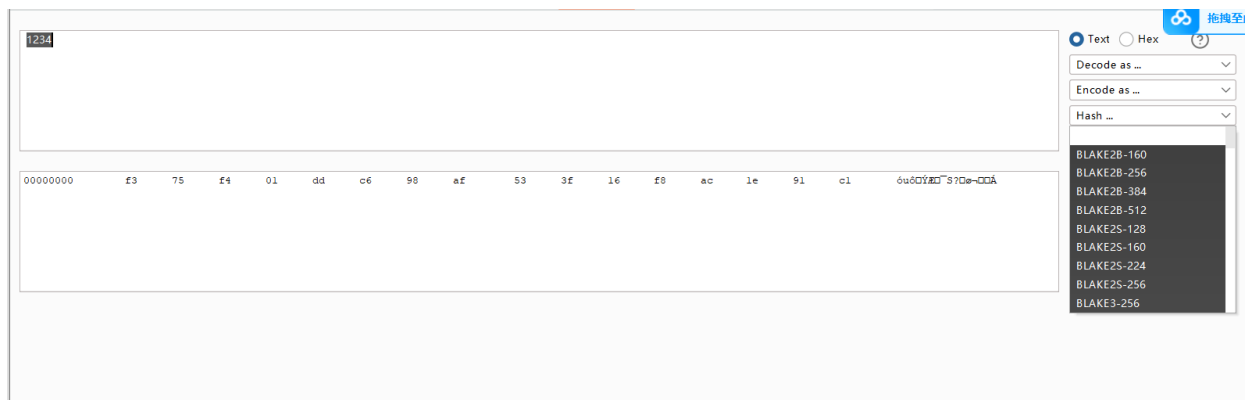 拖拽至
1234
Text Hex ?
Decode as ...
Encode as ...
Hash ...
BLAKE2B-160
BLAKE2B-256
BLAKE2B-384
BLAKE2B-512
BLAKE2S-128
BLAKE2S-160
BLAKE2S-224
BLAKE2S-256
BLAKE3-256
00000000 f3 75 f4 01 dd c6 98 af 53 3f 16 f8 ac 1e 91 c1 óuô□ÝÆ□¯S?□ø¬□□Á